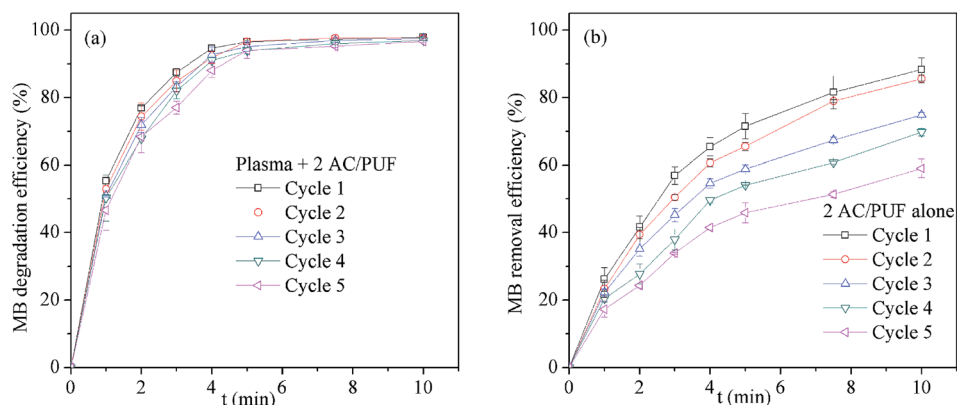 (a)
MB degradation efficiency (%)
100
80
60
40
20
0
Plasma + 2 AC/PUF
Cycle 1
Cycle 2
Cycle 3
Cycle 4
Cycle 5
0 2 4 6 8 10
t (min)
(b)
MB removal efficiency (%)
100
80
60
40
20
0
2 AC/PUF alone
Cycle 1
Cycle 2
Cycle 3
Cycle 4
Cycle 5
0 2 4 6 8 10
t (min)